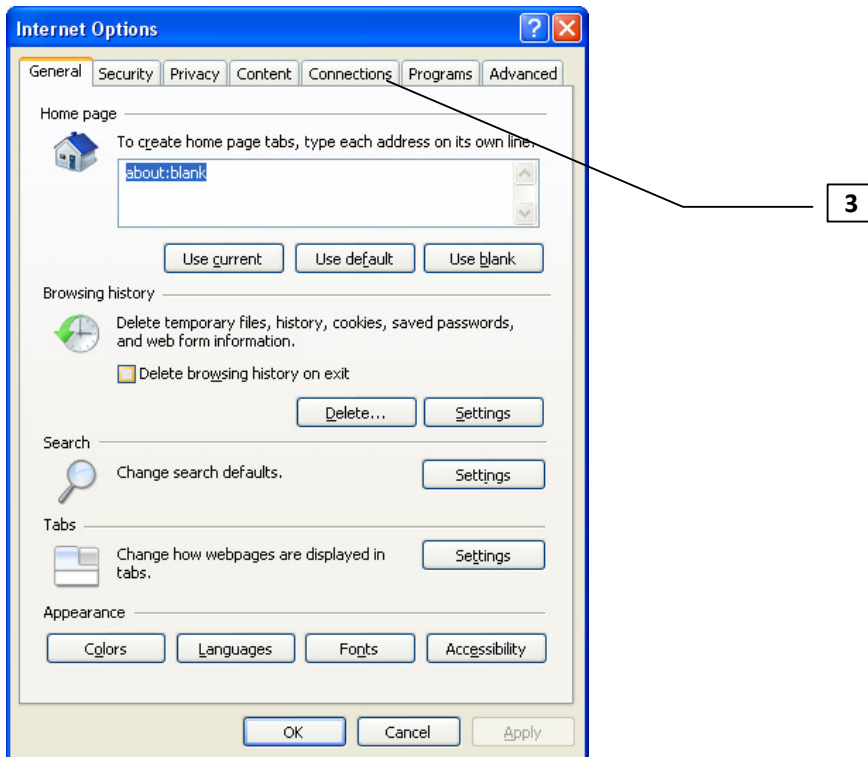 Internet Options
General Security Privacy Content Connections Programs Advanced
Home page
To create home page tabs, type each address on its own line.
about:blank
Use current Use default Use blank
Browsing history
Delete temporary files, history, cookies, saved passwords,
and web form information.
Delete browsing history on exit
Delete... Settings
Search
Change search defaults. Settings
Tabs
Change how webpages are displayed in
tabs.
Settings
Appearance
Colors Languages Fonts Accessibility
OK Cancel Apply
3